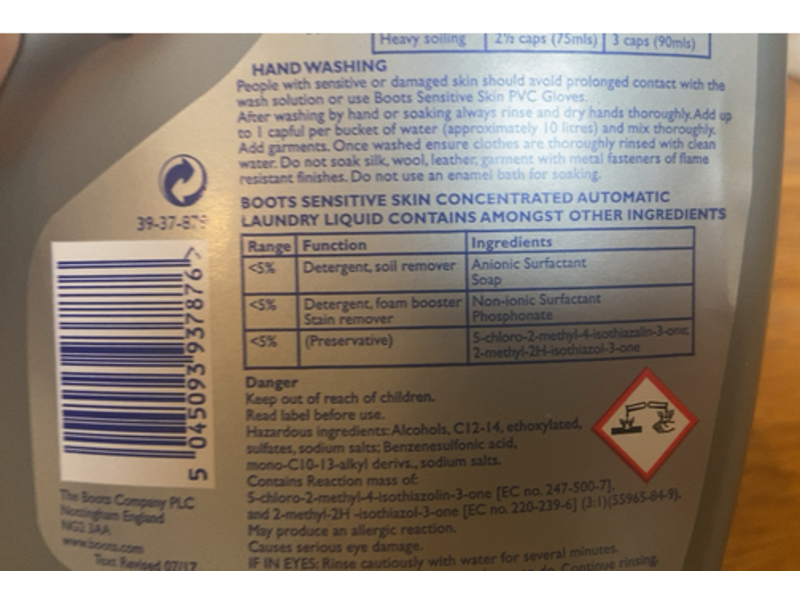 Heavy soiling 2½ caps (75mls) 3 caps (90mls)
HAND WASHING
People with sensitive or damaged skin should avoid prolonged contact with the
wash solution or use Boots Sensitive Skin PVC Gloves.
After washing by hand or soaking always rinse and dry hands thoroughly. Add up
to 1 capful per bucket of water (approximately 10 litres) and mix thoroughly.
Add garments. Once washed ensure clothes are thoroughly rinsed with clean
water. Do not soak silk, wool, leather, garment with metal fasteners of flame
resistant finishes. Do not use an enamel bath for soaking.
39-37-87
BOOTS SENSITIVE SKIN CONCENTRATED AUTOMATIC
LAUNDRY LIQUID CONTAINS AMONGST OTHER INGREDIENTS
Range Function Ingredients
<5% Detergent, soil remover Anionic Surfactant
Soap
<5% Detergent, foam booster Non-ionic Surfactant
Stain remover Phosphonate
<5% (Preservative) 5-chloro-2-methyl-4-isothiazalin-3-one;
2-methyl-2H-isothiazol-3-one
5 045093 937876 >
Danger
Keep out of reach of children.
Read label before use.
Hazardous ingredients: Alcohols, C12-14, ethoxylated,
sulfates, sodium salts; Benzenesulfonic acid,
mono-C10-13-alkyl derivs., sodium salts.
Contains Reaction mass of:
5-chloro-2-methyl-4-isothiazolin-3-one [EC no. 247-500-7],
and 2-methyl-2H -isothiazol-3-one [EC no. 220-239-6] (3:1)(55965-84-9).
May produce an allergic reaction.
Causes serious eye damage.
IF IN EYES: Rinse cautiously with water for several minutes.
do. Continue rinsing.
The Boots Company PLC
Nottingham England
NG2 3AA
www.boots.com
Text Revised 07/17